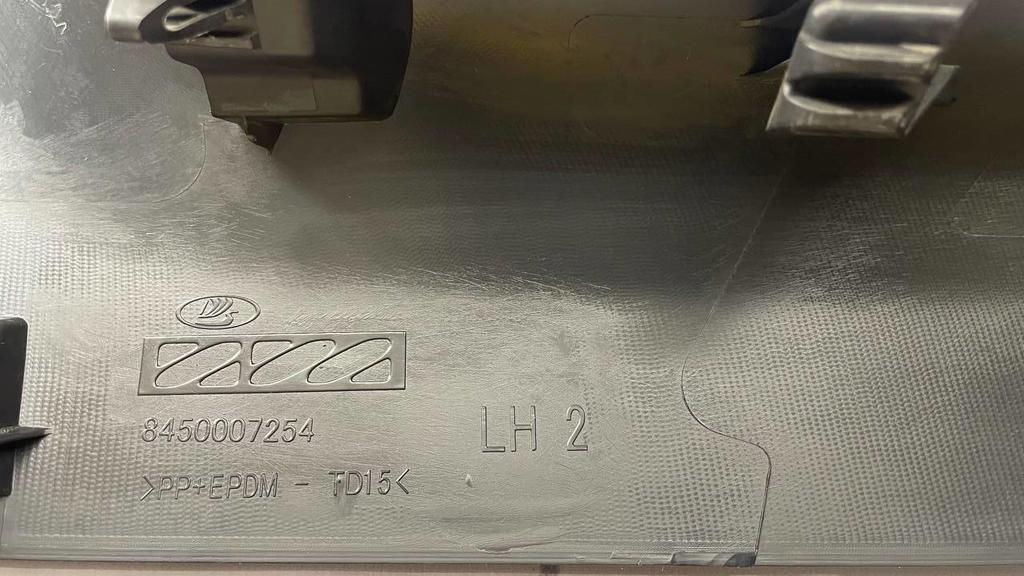 8450007254
LH 2
>PP+EPDM - TD15<